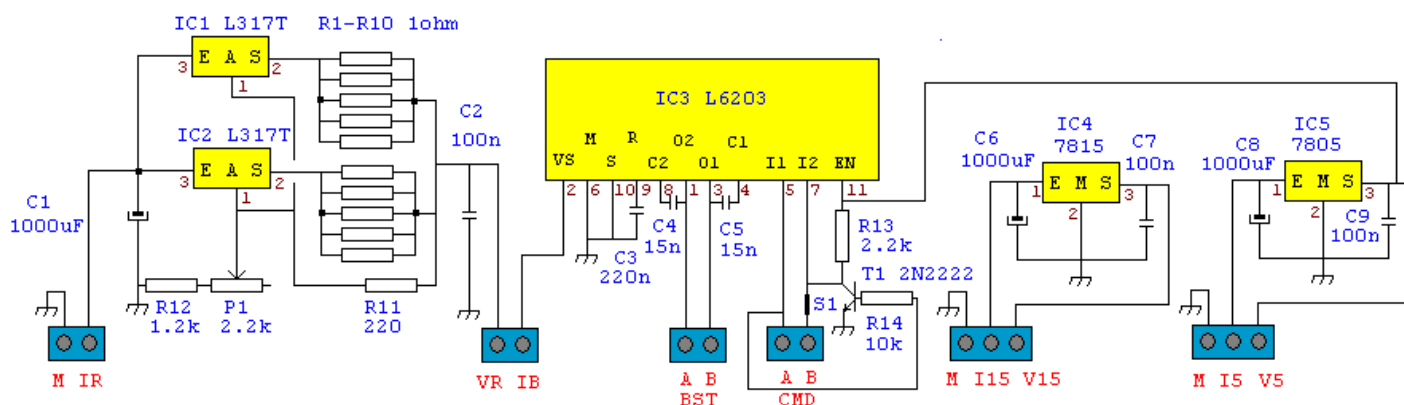 IC1 L317T
R1-R10 1ohm
E A S
3
2
1
IC2 L317T
E A S
3
2
1
C1
1000uF
C2
100n
R12
1.2k
P1
2.2k
R11
220
M IR
VR IB
IC3 L6203
VS
M
S
R
C2
O2
O1
C1
I1
I2
EN
2
6
10
9
8
1
3
4
5
7
11
C4
15n
C5
15n
C3
220n
R13
2.2k
T1 2N2222
S1
R14
10k
A B
BST
A B
CMD
C6
1000uF
IC4
7815
C7
100n
E M S
1
3
2
M I15 V15
C8
1000uF
IC5
7805
E M S
1
3
2
C9
100n
M I5 V5